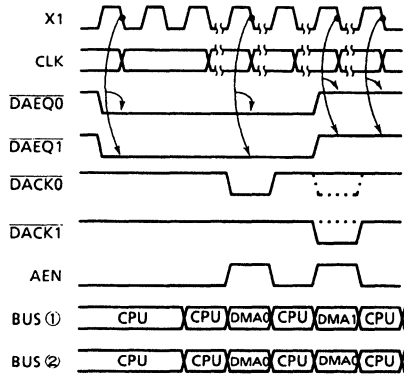 X1
CLK
DAEQ0
DAEQ1
DACK0
DACK1
AEN
BUS ① CPU CPU DMA0 CPU DMA1 CPU
BUS ② CPU CPU DMA0 CPU DMA0 CPU